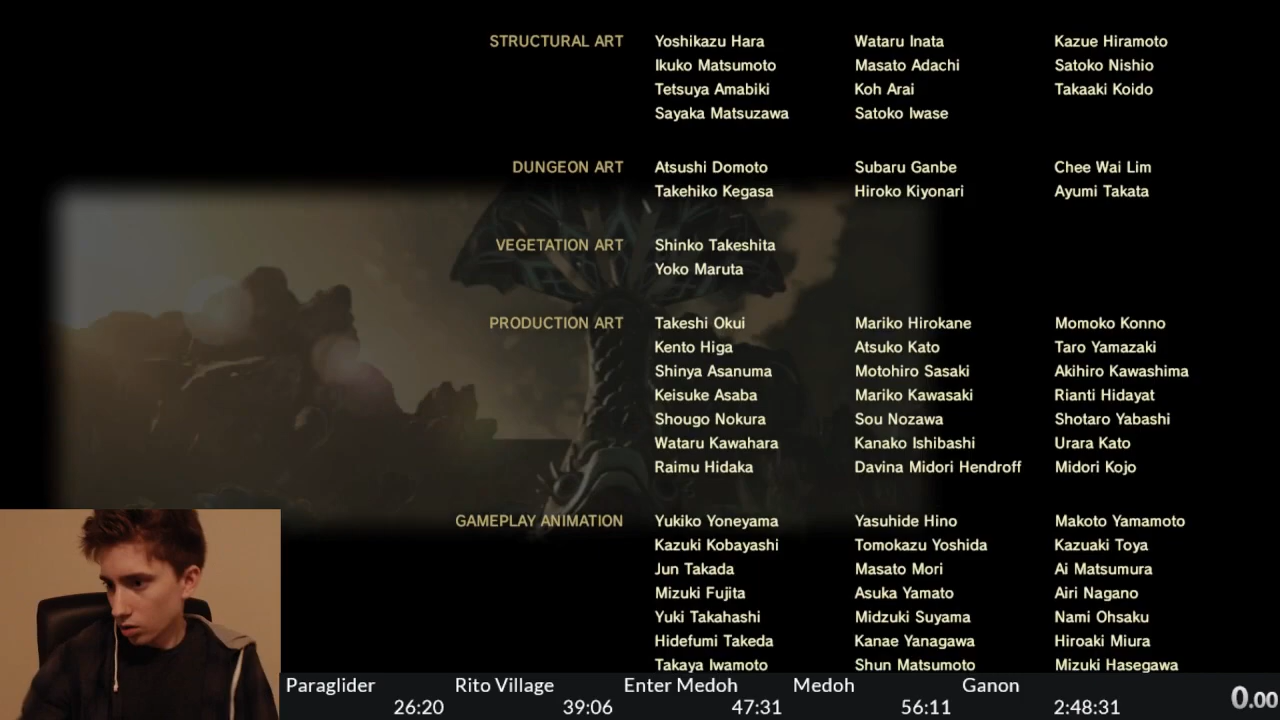 STRUCTURAL ART Yoshikazu Hara Wataru Inata Kazue Hiramoto
Ikuko Matsumoto Masato Adachi Satoko Nishio
Tetsuya Amabiki Koh Arai Takaaki Koido
Sayaka Matsuzawa Satoko Iwase
DUNGEON ART Atsushi Domoto Subaru Ganbe Chee Wai Lim
Takehiko Kegasa Hiroko Kiyonari Ayumi Takata
VEGETATION ART Shinko Takeshita
Yoko Maruta
PRODUCTION ART Takeshi Okui Mariko Hirokane Momoko Konno
Kento Higa Atsuko Kato Taro Yamazaki
Shinya Asanuma Motohiro Sasaki Akihiro Kawashima
Keisuke Asaba Mariko Kawasaki Rianti Hidayat
Shougo Nokura Sou Nozawa Shotaro Yabashi
Wataru Kawahara Kanako Ishibashi Urara Kato
Raimu Hidaka Davina Midori Hendroff Midori Kojo
GAMEPLAY ANIMATION Yukiko Yoneyama Yasuhide Hino Makoto Yamamoto
Kazuki Kobayashi Tomokazu Yoshida Kazuaki Toya
Jun Takada Masato Mori Ai Matsumura
Mizuki Fujita Asuka Yamato Airi Nagano
Yuki Takahashi Midzuki Suyama Nami Ohsaku
Hidefumi Takeda Kanae Yanagawa Hiroaki Miura
Takaya Iwamoto Shun Matsumoto Mizuki Hasegawa
Paraglider Rito Village Enter Medoh Medoh Ganon
26:20 39:06 47:31 56:11 2:48:31 0.00